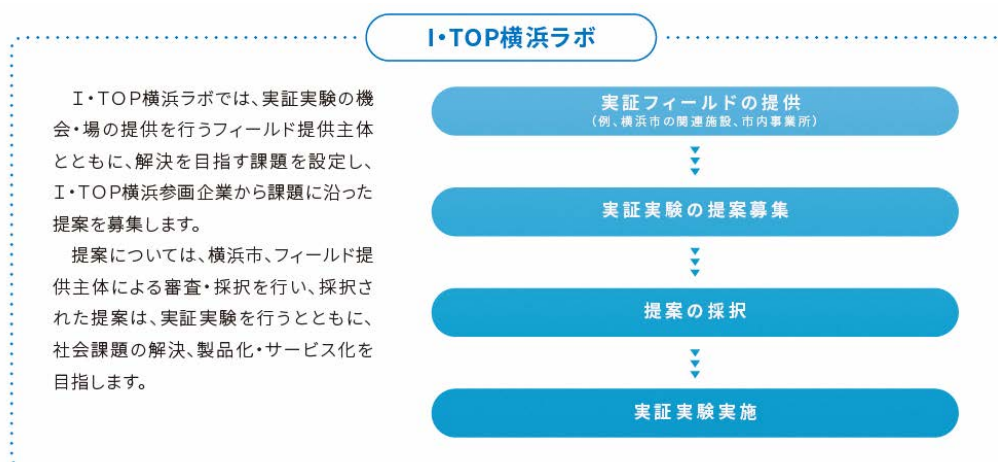 I・TOP横浜ラボ
Ｉ・ＴＯＰ横浜ラボでは、実証実験の機
会・場の提供を行うフィールド提供主体
とともに、解決を目指す課題を設定し、
Ｉ・ＴＯＰ横浜参画企業から課題に沿った
提案を募集します。
提案については、横浜市、フィールド提
供主体による審査・採択を行い、採択さ
れた提案は、実証実験を行うとともに、
社会課題の解決、製品化・サービス化を
目指します。
実証フィールドの提供
（例、横浜市の関連施設、市内事業所）
実証実験の提案募集
提案の採択
実証実験実施